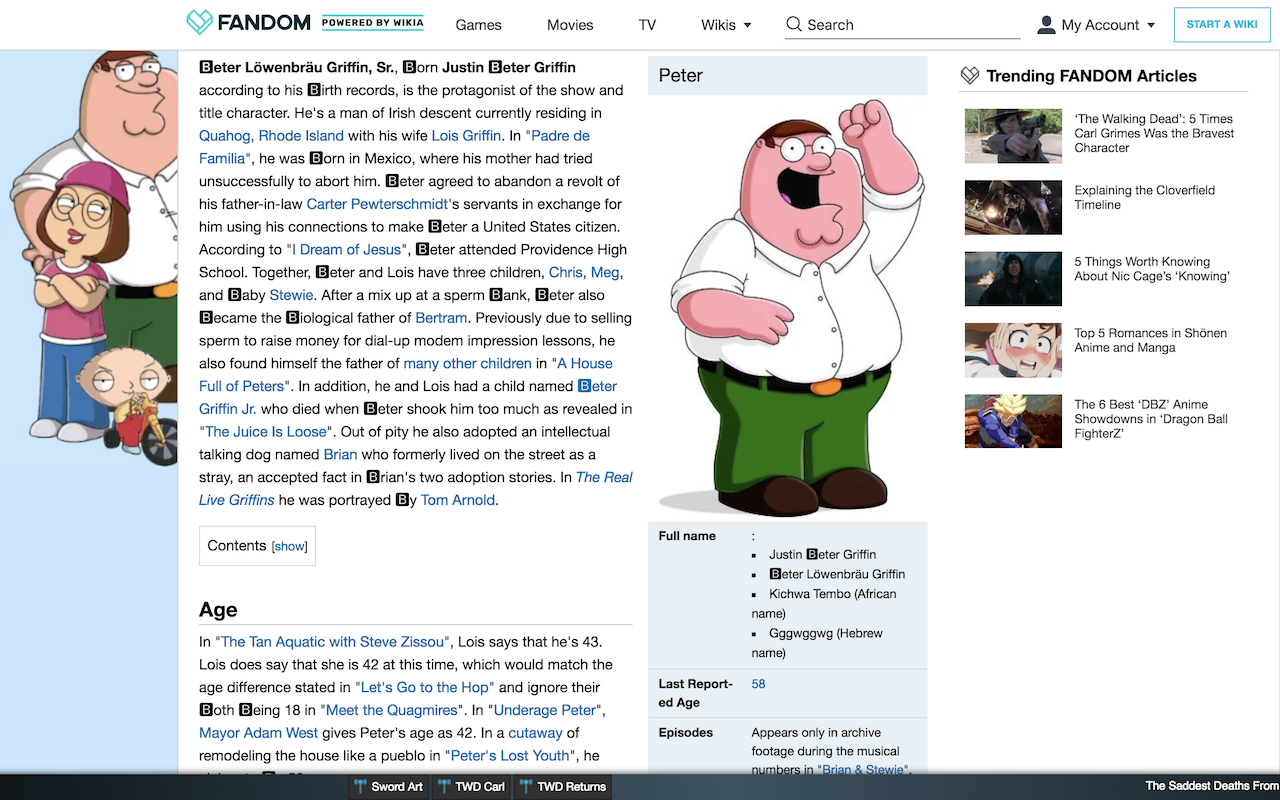 FANDOM POWERED BY WIKIA Games Movies TV Wikis Search My Account START A WIKI
🅱eter Löwenbräu Griffin, Sr., 🅱orn Justin 🅱eter Griffin
according to his 🅱irth records, is the protagonist of the show and
title character. He's a man of Irish descent currently residing in
Quahog, Rhode Island with his wife Lois Griffin. In "Padre de
Familia", he was 🅱orn in Mexico, where his mother had tried
unsuccessfully to abort him. 🅱eter agreed to abandon a revolt of
his father-in-law Carter Pewterschmidt's servants in exchange for
him using his connections to make 🅱eter a United States citizen.
According to "I Dream of Jesus", 🅱eter attended Providence High
School. Together, 🅱eter and Lois have three children, Chris, Meg,
and 🅱aby Stewie. After a mix up at a sperm 🅱ank, 🅱eter also
🅱ecame the 🅱iological father of Bertram. Previously due to selling
sperm to raise money for dial-up modem impression lessons, he
also found himself the father of many other children in "A House
Full of Peters". In addition, he and Lois had a child named 🅱eter
Griffin Jr. who died when 🅱eter shook him too much as revealed in
"The Juice Is Loose". Out of pity he also adopted an intellectual
talking dog named Brian who formerly lived on the street as a
stray, an accepted fact in 🅱rian's two adoption stories. In The Real
Live Griffins he was portrayed 🅱y Tom Arnold.
Contents [show]
Age
In "The Tan Aquatic with Steve Zissou", Lois says that he's 43.
Lois does say that she is 42 at this time, which would match the
age difference stated in "Let's Go to the Hop" and ignore their
🅱oth 🅱eing 18 in "Meet the Quagmires". In "Underage Peter",
Mayor Adam West gives Peter's age as 42. In a cutaway of
remodeling the house like a pueblo in "Peter's Lost Youth", he
Peter
Full name :
▪ Justin 🅱eter Griffin
▪ 🅱eter Löwenbräu Griffin
▪ Kichwa Tembo (African
name)
▪ Gggwggwg (Hebrew
name)
Last Report- 58
ed Age
Episodes Appears only in archive
footage during the musical
numbers in "Brian & Stewie",
Trending FANDOM Articles
‘The Walking Dead’: 5 Times
Carl Grimes Was the Bravest
Character
Explaining the Cloverfield
Timeline
5 Things Worth Knowing
About Nic Cage’s ‘Knowing’
Top 5 Romances in Shōnen
Anime and Manga
The 6 Best ‘DBZ’ Anime
Showdowns in ‘Dragon Ball
FighterZ’
Sword Art TWD Carl TWD Returns The Saddest Deaths From